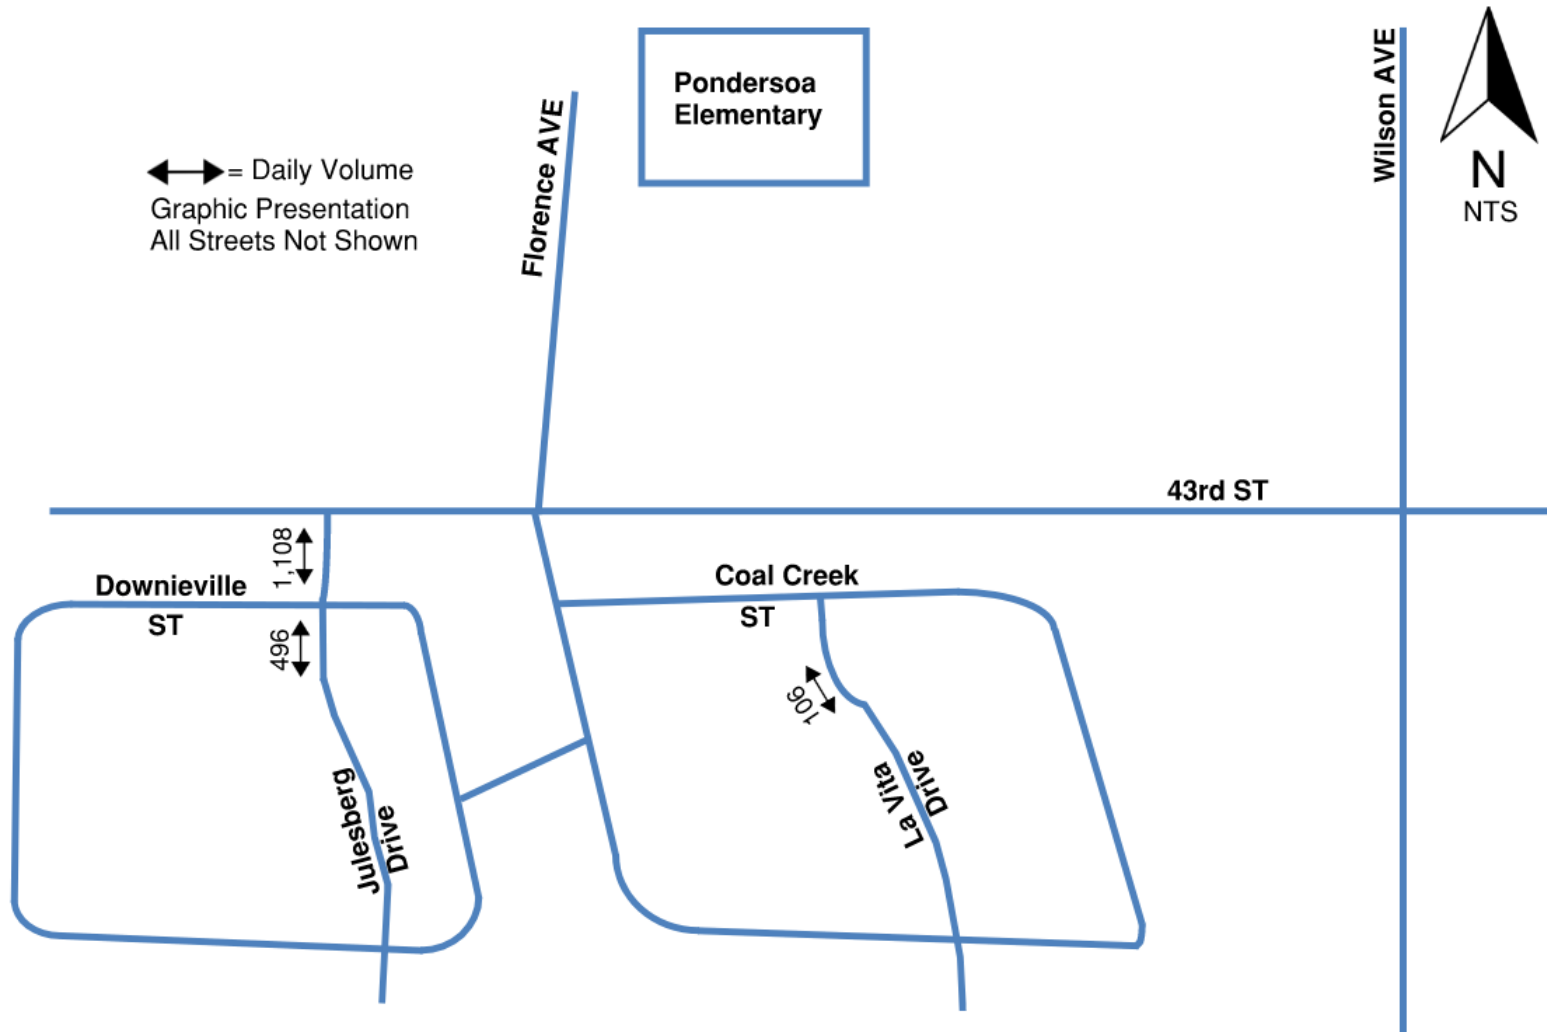 Pondersoa
Elementary
Wilson AVE
N
NTS
Florence AVE
= Daily Volume
Graphic Presentation
All Streets Not Shown
43rd ST
1,108
Downieville
ST
496
Coal Creek
ST
106
La Vita
Drive
Julesberg
Drive